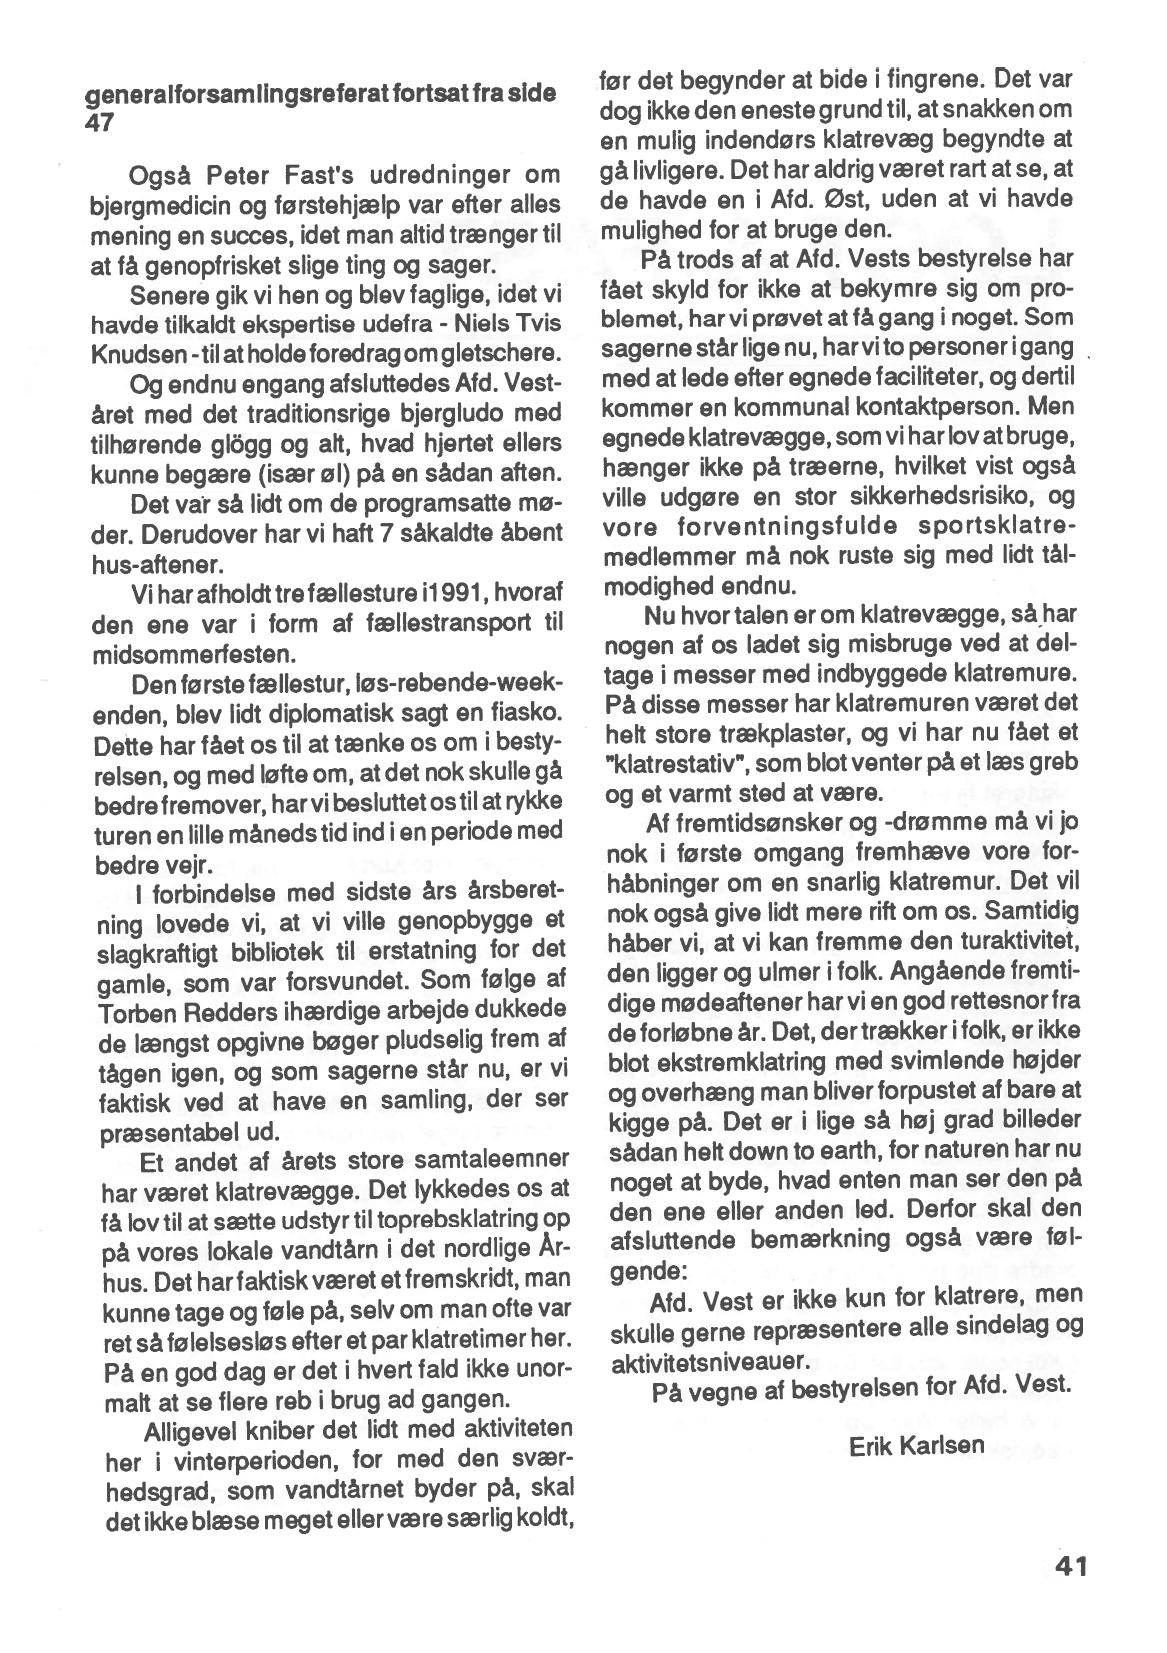 generalforsamlingsreferat fortsat fra side
47
Også Peter Fast's udredninger om
bjergmedicin og førstehjælp var efter alles
mening en succes, idet man altid trænger til
at få genopfrisket slige ting og sager.
Senere gik vi hen og blev faglige, idet vi
havde tilkaldt ekspertise udefra - Niels Tvis
Knudsen - til at holde foredrag om gletschere.
Og endnu engang afsluttedes Afd. Vest-
året med det traditionsrige bjergludo med
tilhørende glögg og alt, hvad hjertet ellers
kunne begære (især øl) på en sådan aften.
Det var så lidt om de programsatte mø-
der. Derudover har vi haft 7 såkaldte åbent
hus-aftener.
Vi har afholdt tre fællesture i 1991, hvoraf
den ene var i form af fællestransport til
midsommerfesten.
Den første fællestur, løs-rebende-week-
enden, blev lidt diplomatisk sagt en fiasko.
Dette har fået os til at tænke os om i besty-
relsen, og med løfte om, at det nok skulle gå
bedre fremover, har vi besluttet os til at rykke
turen en lille måneds tid ind i en periode med
bedre vejr.
I forbindelse med sidste års årsberet-
ning lovede vi, at vi ville genopbygge et
slagkraftigt bibliotek til erstatning for det
gamle, som var forsvundet. Som følge af
Torben Redders ihærdige arbejde dukkede
de længst opgivne bøger pludselig frem af
tågen igen, og som sagerne står nu, er vi
faktisk ved at have en samling, der ser
præsentabel ud.
Et andet af årets store samtaleemner
har været klatrevægge. Det lykkedes os at
få lov til at sætte udstyr til toprebsklatring op
på vores lokale vandtårn i det nordlige År-
hus. Det har faktisk været et fremskridt, man
kunne tage og føle på, selv om man ofte var
ret så følelsesløs efter et par klatretimer her.
På en god dag er det i hvert fald ikke unor-
malt at se flere reb i brug ad gangen.
Alligevel kniber det lidt med aktiviteten
her i vinterperioden, for med den svær-
hedsgrad, som vandtårnet byder på, skal
det ikke blæse meget eller være særlig koldt,
før det begynder at bide i fingrene. Det var
dog ikke den eneste grund til, at snakken om
en mulig indendørs klatrevæg begyndte at
gå livligere. Det har aldrig været rart at se, at
de havde en i Afd. Øst, uden at vi havde
mulighed for at bruge den.
På trods af at Afd. Vests bestyrelse har
fået skyld for ikke at bekymre sig om pro-
blemet, har vi prøvet at få gang i noget. Som
sagerne står lige nu, har vi to personer i gang
med at lede efter egnede faciliteter, og dertil
kommer en kommunal kontaktperson. Men
egnede klatrevægge, som vi har lov at bruge,
hænger ikke på træerne, hvilket vist også
ville udgøre en stor sikkerhedsrisiko, og
vore forventningsfulde sportsklatre-
medlemmer må nok ruste sig med lidt tål-
modighed endnu.
Nu hvor talen er om klatrevægge, så har
nogen af os ladet sig misbruge ved at del-
tage i messer med indbyggede klatremure.
På disse messer har klatremuren været det
helt store trækplaster, og vi har nu fået et
"klatrestativ", som blot venter på et læs greb
og et varmt sted at være.
Af fremtidsønsker og -drømme må vi jo
nok i første omgang fremhæve vore for-
håbninger om en snarlig klatremur. Det vil
nok også give lidt mere rift om os. Samtidig
håber vi, at vi kan fremme den turaktivitet,
den ligger og ulmer i folk. Angående fremti-
dige mødeaftener har vi en god rettesnor fra
de forløbne år. Det, der trækker i folk, er ikke
blot ekstremklatring med svimlende højder
og overhæng man bliver forpustet af bare at
kigge på. Det er i lige så høj grad billeder
sådan helt down to earth, for naturen har nu
noget at byde, hvad enten man ser den på
den ene eller anden led. Derfor skal den
afsluttende bemærkning også være føl-
gende:
Afd. Vest er ikke kun for klatrere, men
skulle gerne repræsentere alle sindelag og
aktivitetsniveauer.
På vegne af bestyrelsen for Afd. Vest.
Erik Karlsen
41